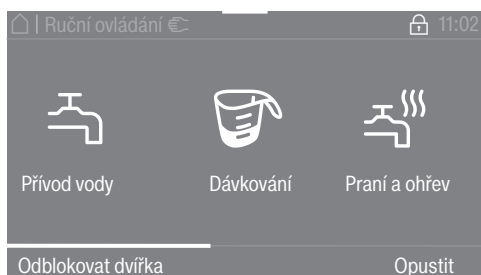 | Ruční ovládání 11:02
Přívod vody Dávkování Praní a ohřev
Odblokovat dvířka Opustit